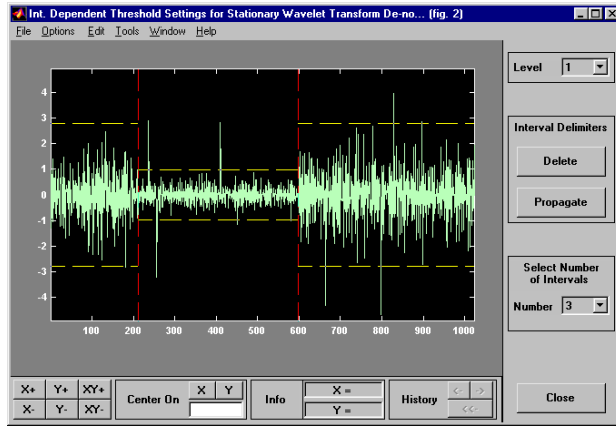 Int. Dependent Threshold Settings for Stationary Wavelet Transform De-no... (fig. 2)
File Options Edit Tools Window Help
Level 1
4
3
2
1
0
-1
-2
-3
-4
100 200 300 400 500 600 700 800 900 1000
Interval Delimiters
Delete
Propagate
Select Number
of Intervals
Number 3
X+ Y+ XY+
X- Y- XY-
Center On X Y
Info X =
Y =
History <- ->
<<-
Close